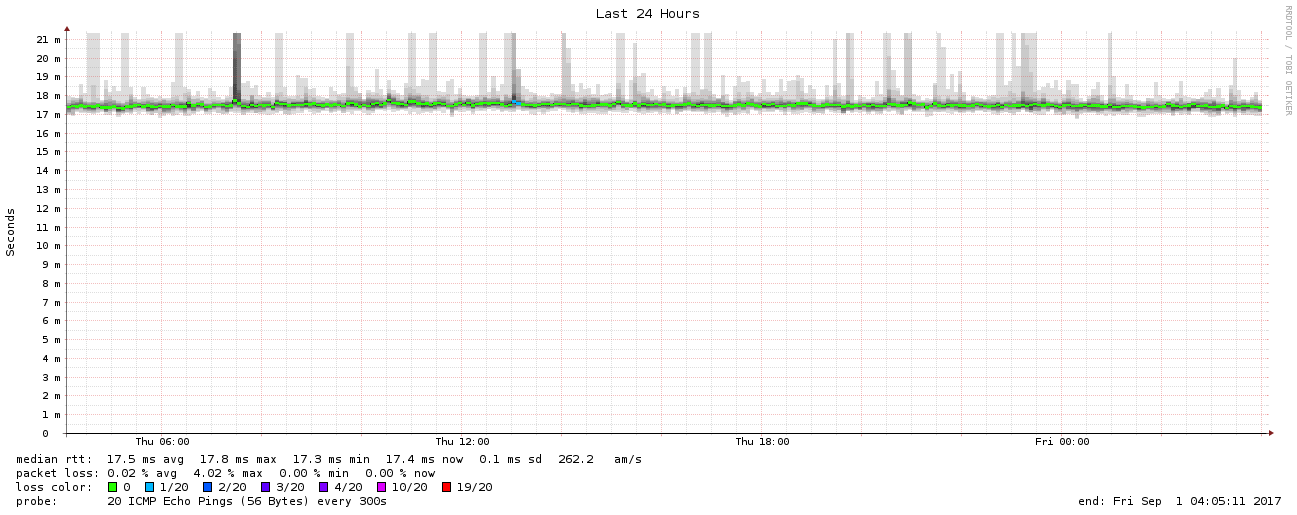 Last 24 Hours
RRDTOOL / TOBI OETIKER
Seconds
21 m
20 m
19 m
18 m
17 m
16 m
15 m
14 m
13 m
12 m
11 m
10 m
9 m
8 m
7 m
6 m
5 m
4 m
3 m
2 m
1 m
0
Thu 06:00 Thu 12:00 Thu 18:00 Fri 00:00
median rtt: 17.5 ms avg 17.8 ms max 17.3 ms min 17.4 ms now 0.1 ms sd 262.2 am/s
packet loss: 0.02 % avg 4.02 % max 0.00 % min 0.00 % now
loss color: 0 1/20 2/20 3/20 4/20 10/20 19/20
probe: 20 ICMP Echo Pings (56 Bytes) every 300s end: Fri Sep 1 04:05:11 2017